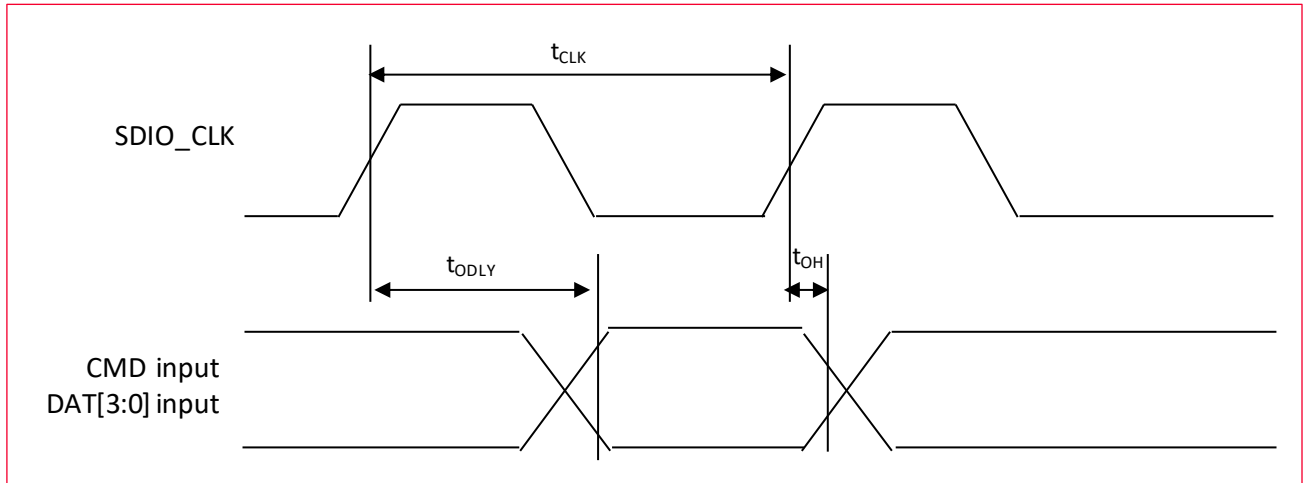 tCLK
SDIO_CLK
tODLY
tOH
CMD input
DAT[3:0] input